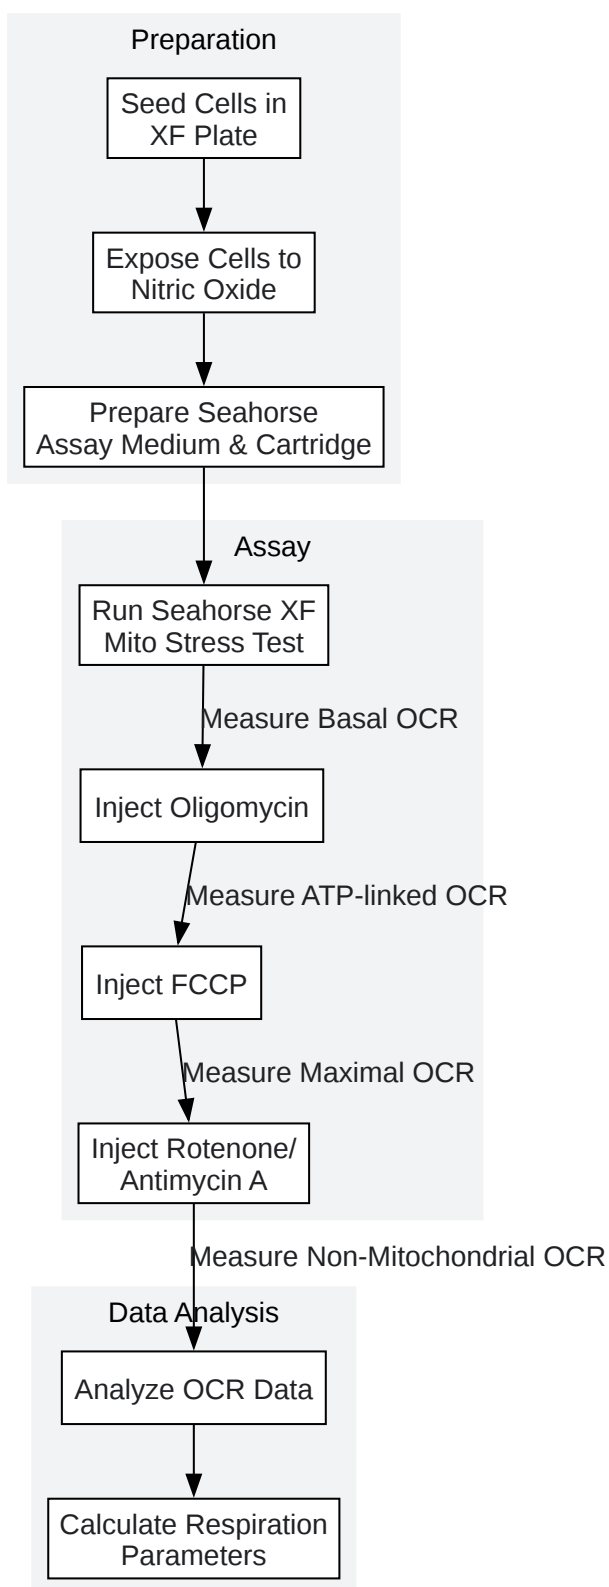 Preparation
Seed Cells in
XF Plate
Expose Cells to
Nitric Oxide
Prepare Seahorse
Assay Medium & Cartridge
Assay
Run Seahorse XF
Mito Stress Test
Measure Basal OCR
Inject Oligomycin
Measure ATP-linked OCR
Inject FCCP
Measure Maximal OCR
Inject Rotenone/
Antimycin A
Measure Non-Mitochondrial OCR
Data Analysis
Analyze OCR Data
Calculate Respiration
Parameters